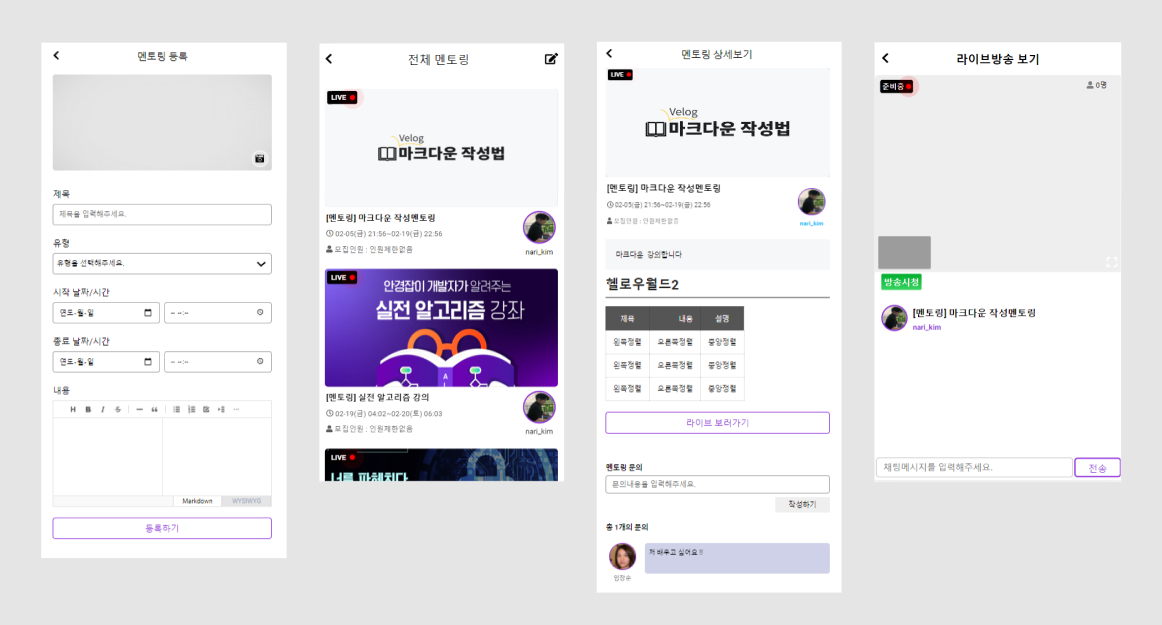 멘토링 등록
제목
제목을 입력해주세요.
유형
유형을 선택해주세요.
시작 날짜/시간
연도-월-일
-- --:--
종료 날짜/시간
연도-월-일
-- --:--
내용
H B I S
Markdown WYSIWYG
등록하기
전체 멘토링
LIVE
Velog
마크다운 작성법
[멘토링] 마크다운 작성멘토링
02-05(금) 21:56~02-19(금) 22:56
모집인원 : 인원제한없음
nari_kim
LIVE
안경잡이 개발자가 알려주는
실전 알고리즘 강좌
A
[멘토링] 실전 알고리즘 강의
02-19(금) 04:02~02-20(토) 06:03
모집인원 : 인원제한없음
nari_kim
LIVE
너를 파헤치다
멘토링 상세보기
LIVE
Velog
마크다운 작성법
[멘토링] 마크다운 작성멘토링
02-05(금) 21:56~02-19(금) 22:56
모집인원 : 인원제한없음
nari_kim
마크다운 강의합니다
헬로우월드2
제목 내용 설명
왼쪽정렬 오른쪽정렬 중앙정렬
왼쪽정렬 오른쪽정렬 중앙정렬
왼쪽정렬 오른쪽정렬 중앙정렬
라이브 보러가기
멘토링 문의
문의내용을 입력해주세요.
작성하기
총 1개의 문의
저 배우고 싶어요!!
라이브방송 보기
준비중
0명
방송시청
[멘토링] 마크다운 작성멘토링
nari_kim
채팅메시지를 입력해주세요.
전송